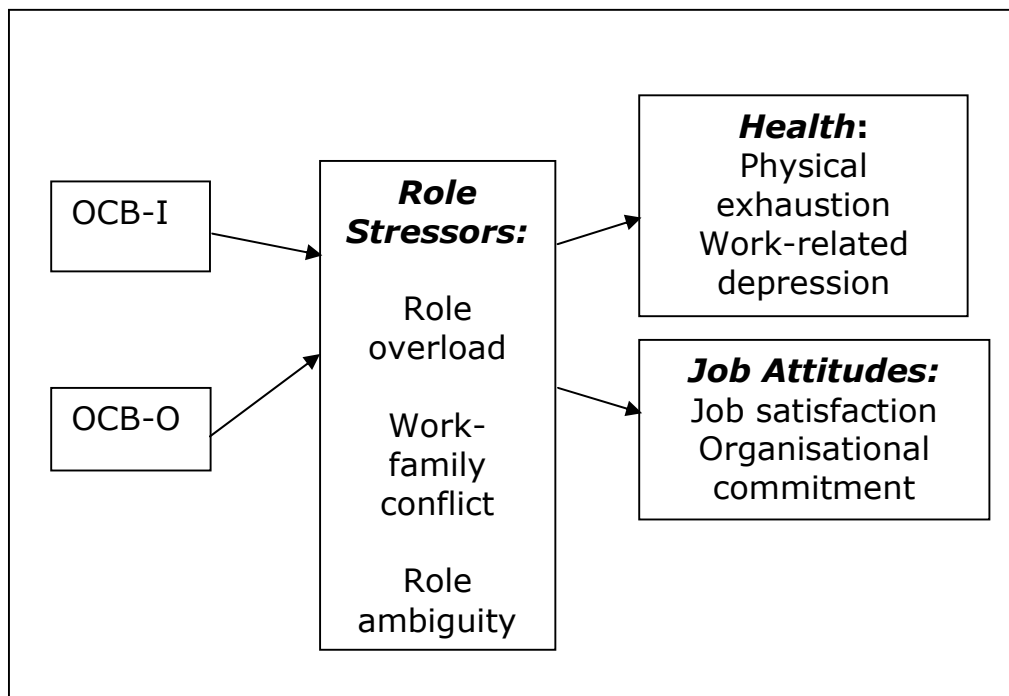 OCB-I
OCB-O
Role
Stressors:
Role
overload
Work-
family
conflict
Role
ambiguity
Health:
Physical
exhaustion
Work-related
depression
Job Attitudes:
Job satisfaction
Organisational
commitment